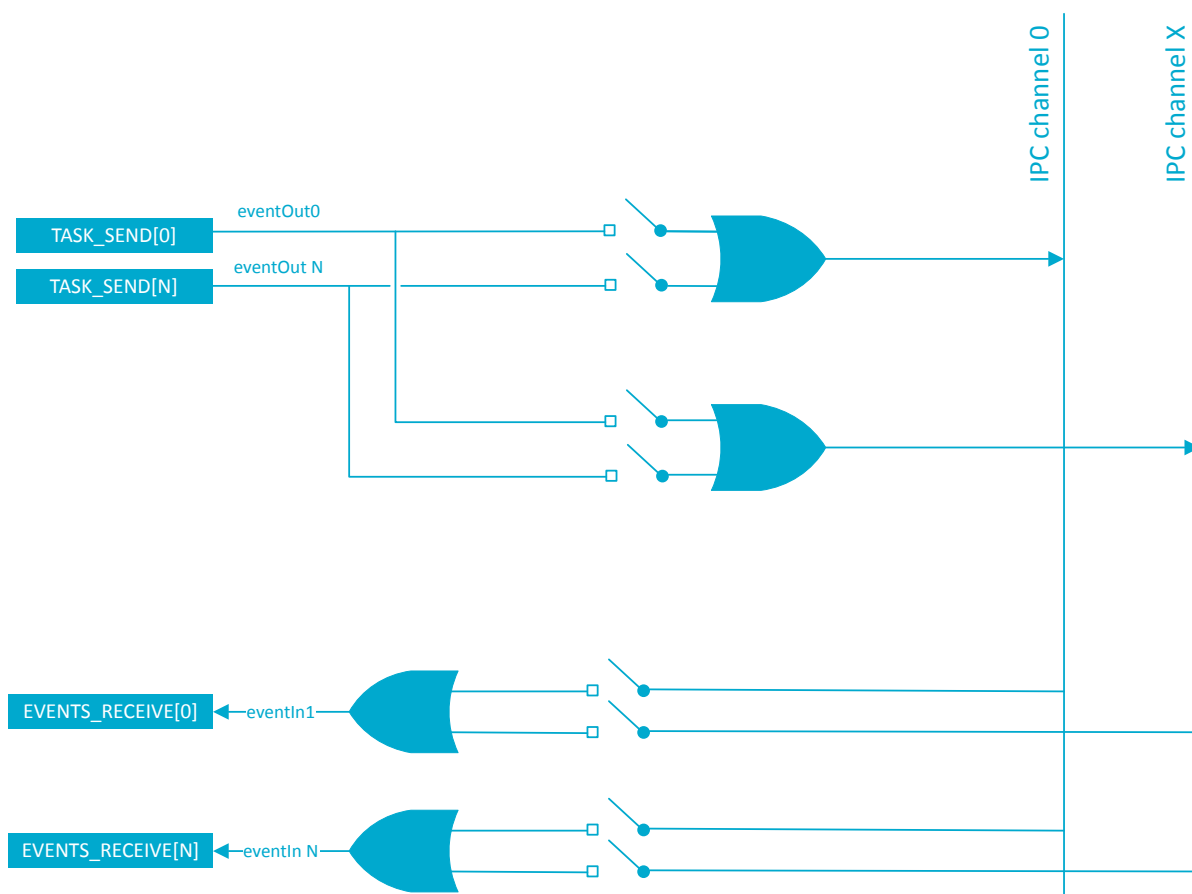 IPC channel 0
IPC channel X
eventOut0
TASK_SEND[0]
eventOut N
TASK_SEND[N]
EVENTS_RECEIVE[0]
eventIn1
EVENTS_RECEIVE[N]
eventIn N